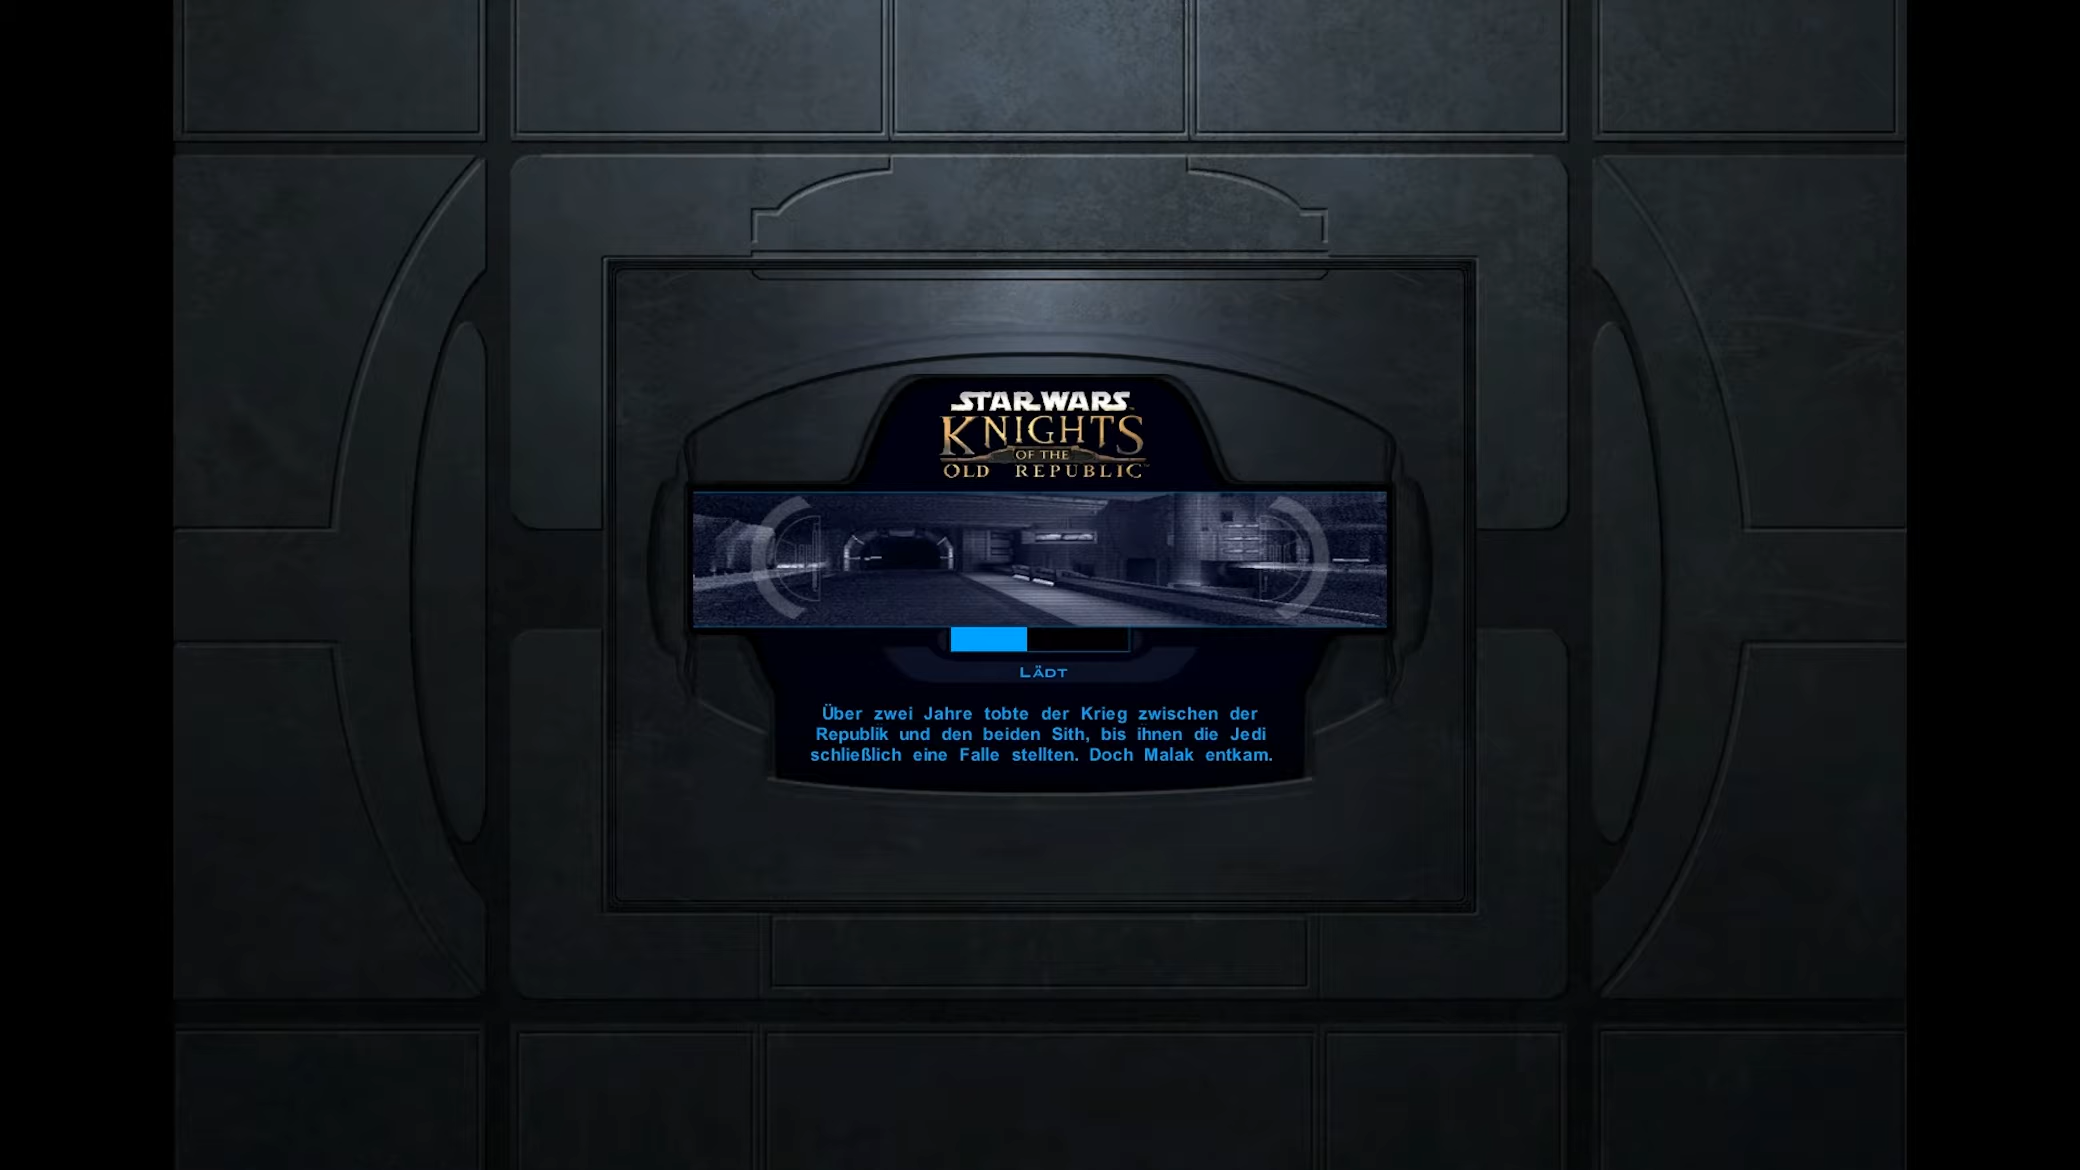 STAR WARS
KNIGHTS
OF THE
OLD REPUBLIC™
LÄDT
Über zwei Jahre tobte der Krieg zwischen der
Republik und den beiden Sith, bis ihnen die Jedi
schließlich eine Falle stellten. Doch Malak entkam.